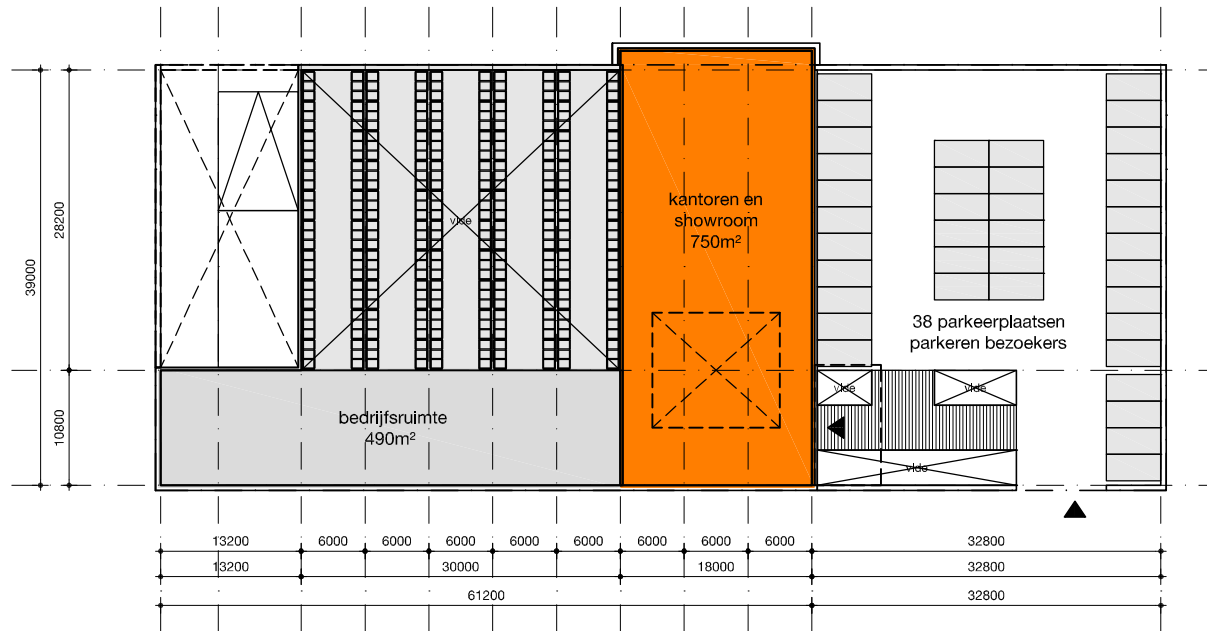 kantoren en
showroom
750m²
vide
38 parkeerplaatsen
parkeren bezoekers
vide
vide
vide
bedrijfsruimte
490m²
39000
28200
10800
13200 6000 6000 6000 6000 6000 6000 6000 6000 32800
13200 30000 18000 32800
61200 32800